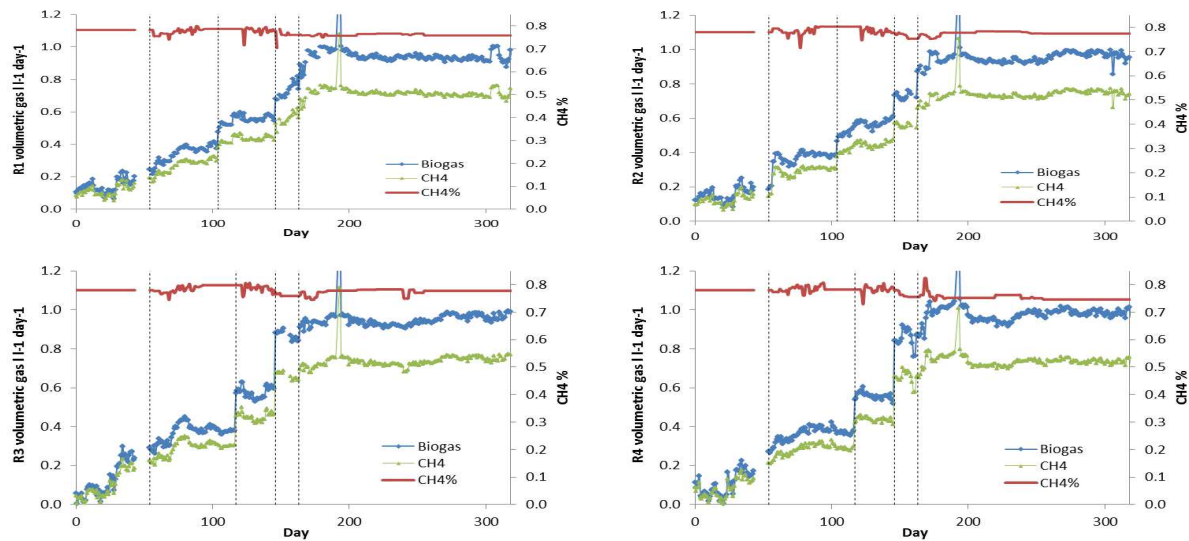 R1 volumetric gas l l-1 day-1
1.2
1.0
0.8
0.6
0.4
0.2
0.0
0.8
0.7
0.6
0.5
0.4
0.3
0.2
0.1
0.0
CH4 %
Biogas
CH4
CH4%
0 100 200 300
Day
R2 volumetric gas l l-1 day-1
1.2
1.0
0.8
0.6
0.4
0.2
0.0
0.8
0.7
0.6
0.5
0.4
0.3
0.2
0.1
0.0
CH4 %
Biogas
CH4
CH4%
0 100 200 300
Day
R3 volumetric gas l l-1 day-1
1.2
1.0
0.8
0.6
0.4
0.2
0.0
0.8
0.7
0.6
0.5
0.4
0.3
0.2
0.1
0.0
CH4 %
Biogas
CH4
CH4%
0 100 200 300
Day
R4 volumetric gas l l-1 day-1
1.2
1.0
0.8
0.6
0.4
0.2
0.0
0.8
0.7
0.6
0.5
0.4
0.3
0.2
0.1
0.0
CH4 %
Biogas
CH4
CH4%
0 100 200 300
Day